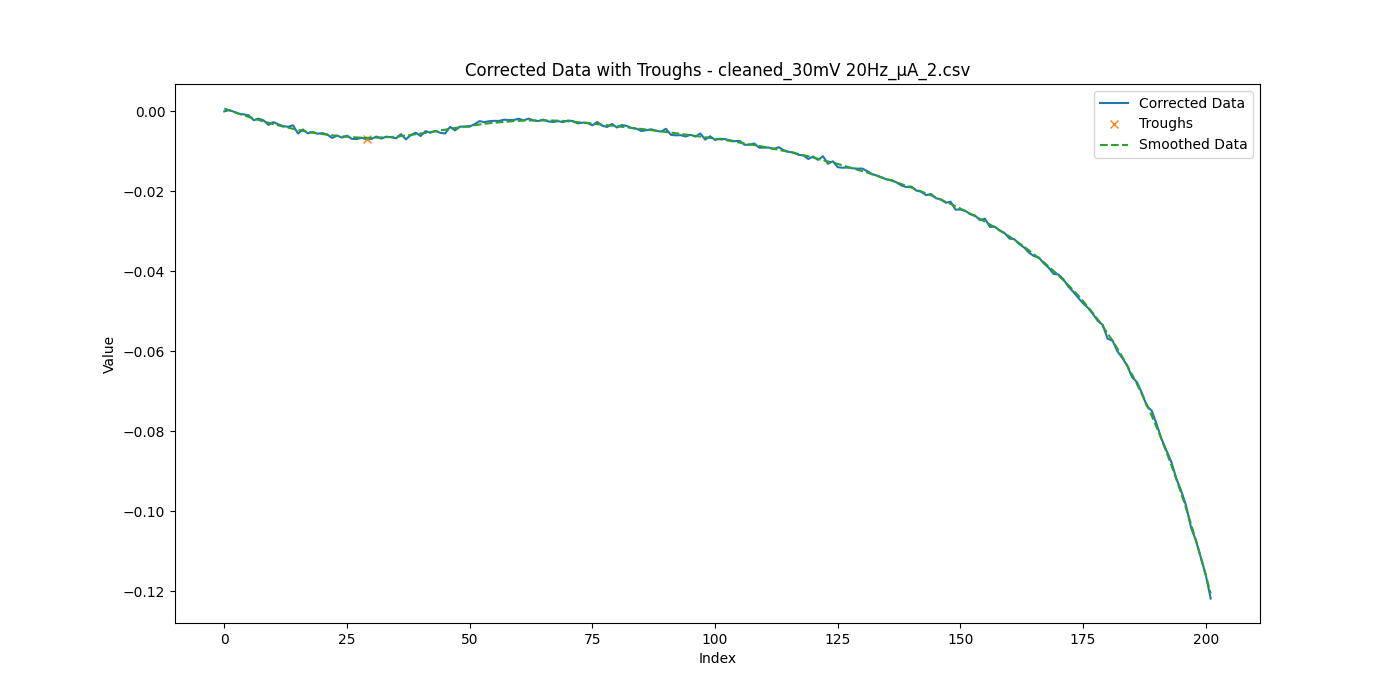 Corrected Data with Troughs - cleaned_30mV 20Hz_μA_2.csv
Corrected Data
Troughs
Smoothed Data
0.00
−0.02
−0.04
−0.06
−0.08
−0.10
−0.12
Value
0 25 50 75 100 125 150 175 200
Index